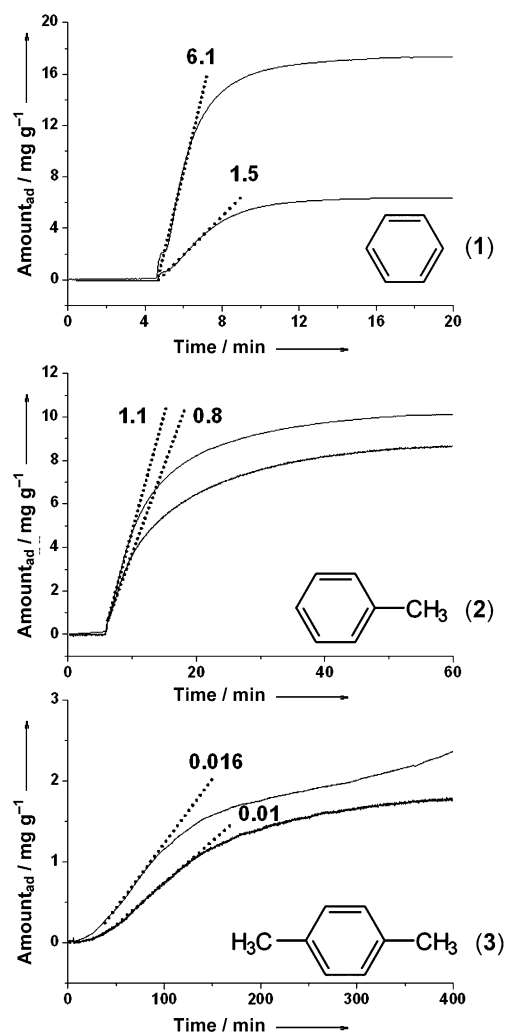 20
16
12
8
4
0
Amount_ad / mg g⁻¹
6.1
1.5
(1)
0 4 8 12 16 20
Time / min
12
10
8
6
4
2
0
Amount_ad / mg g⁻¹
1.1 0.8
CH₃ (2)
0 20 40 60
Time / min
3
2
1
0
Amount_ad / mg g⁻¹
0.016
0.01
H₃C CH₃ (3)
0 100 200 300 400
Time / min